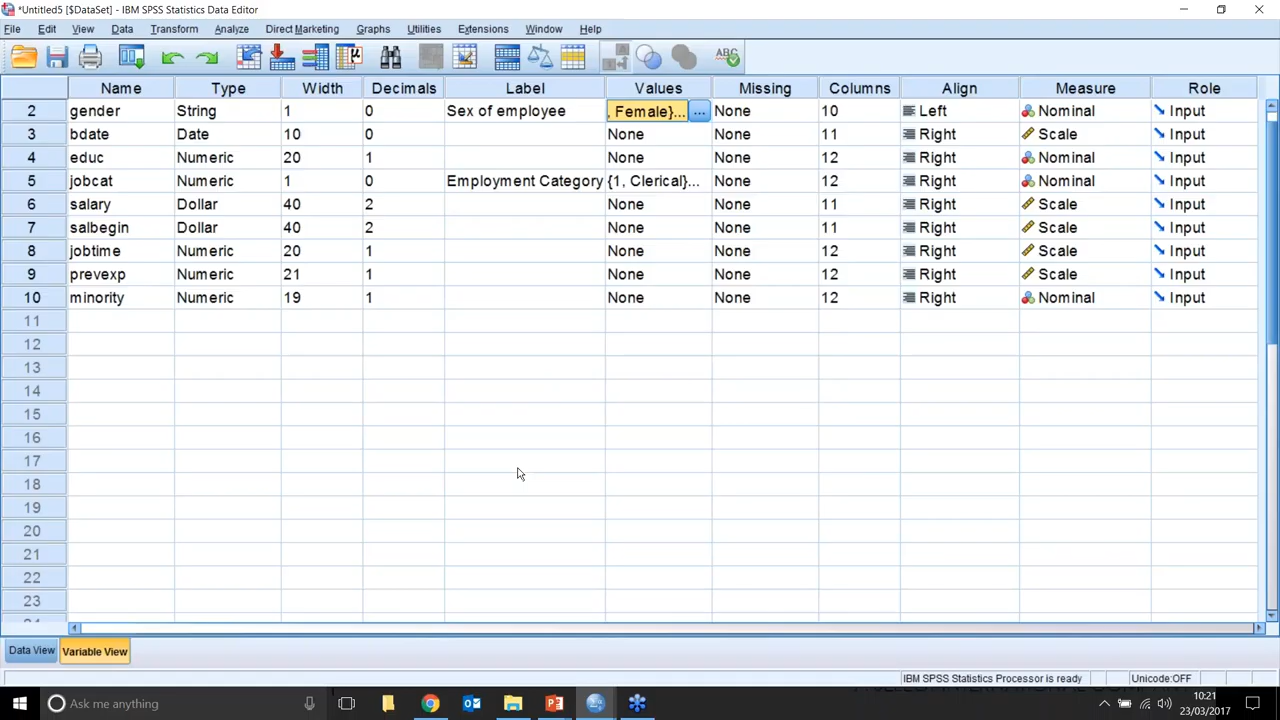 *Untitled5 [$DataSet] - IBM SPSS Statistics Data Editor
File Edit View Data Transform Analyze Direct Marketing Graphs Utilities Extensions Window Help
Name Type Width Decimals Label Values Missing Columns Align Measure Role
2 gender String 1 0 Sex of employee , Female}... ... None 10 Left Nominal Input
3 bdate Date 10 0 None None 11 Right Scale Input
4 educ Numeric 20 1 None None 12 Right Nominal Input
5 jobcat Numeric 1 0 Employment Category {1, Clerical}... None 12 Right Nominal Input
6 salary Dollar 40 2 None None 11 Right Scale Input
7 salbegin Dollar 40 2 None None 11 Right Scale Input
8 jobtime Numeric 20 1 None None 12 Right Scale Input
9 prevexp Numeric 21 1 None None 12 Right Scale Input
10 minority Numeric 19 1 None None 12 Right Nominal Input
11
12
13
14
15
16
17
18
19
20
21
22
23
Data View Variable View
IBM SPSS Statistics Processor is ready Unicode:OFF
Ask me anything 10:21
23/03/2017